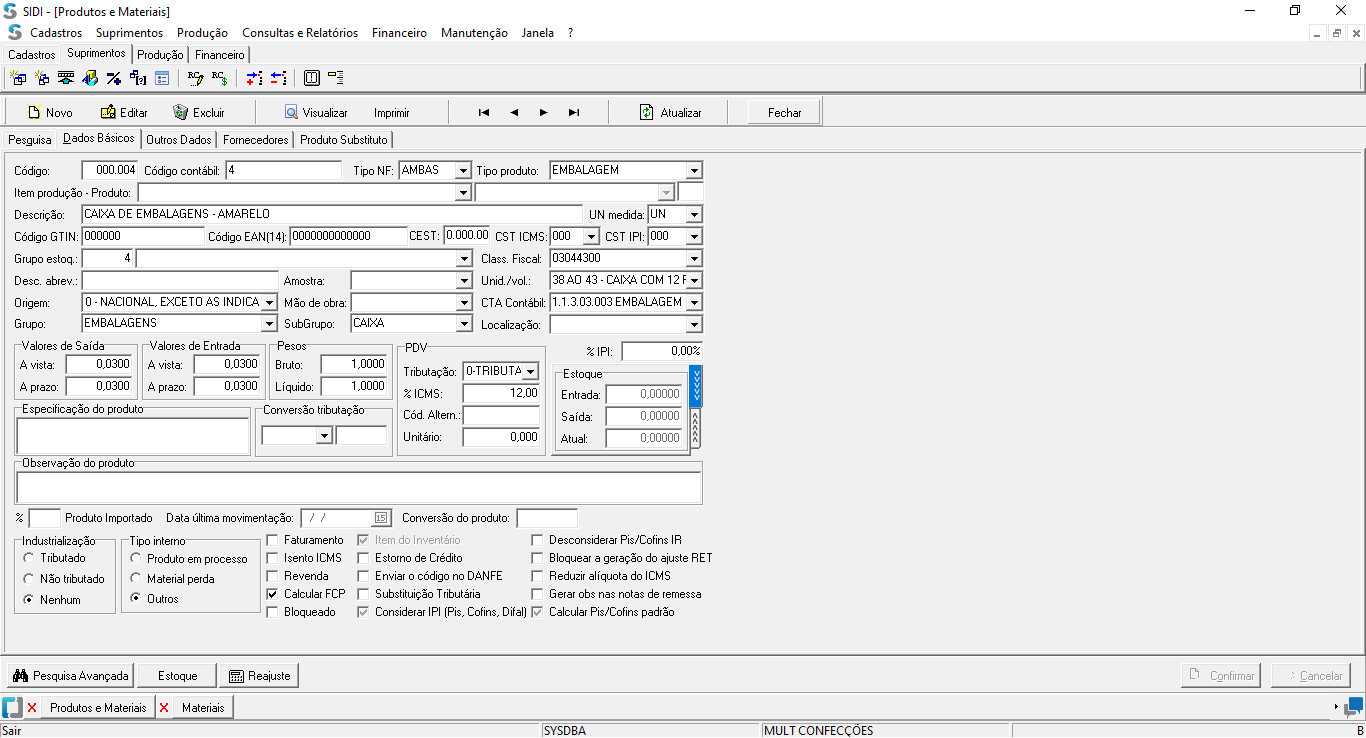 SIDI - [Produtos e Materiais]
Cadastros Suprimentos Produção Consultas e Relatórios Financeiro Manutenção Janela ?
Cadastros Suprimentos Produção Financeiro
Novo Editar Excluir Visualizar Imprimir Atualizar Fechar
Pesquisa Dados Básicos Outros Dados Fornecedores Produto Substituto
Código: 000.004 Código contábil: 4 Tipo NF: AMBAS Tipo produto: EMBALAGEM
Item produção - Produto:
Descrição: CAIXA DE EMBALAGENS - AMARELO UN medida: UN
Código GTIN: 000000 Código EAN(14): 0000000000000 CEST: 0.000.00 CST ICMS: 000 CST IPI: 000
Grupo estoq.: 4 Class. Fiscal: 03044300
Desc. abrev.: Amostra: Unid./vol.: 38 AO 43 - CAIXA COM 12 F
Origem: 0 - NACIONAL, EXCETO AS INDICA Mão de obra: CTA Contábil: 1.1.3.03.003 EMBALAGEM
Grupo: EMBALAGENS SubGrupo: CAIXA Localização:
Valores de Saída Valores de Entrada Pesos PDV % IPI: 0,00%
A vista: 0,0300 A vista: 0,0300 Bruto: 1,0000 Tributação: 0-TRIBUTA Estoque
A prazo: 0,0300 A prazo: 0,0300 Líquido: 1,0000 % ICMS: 12,00 Entrada: 0,00000
Especificação do produto Conversão tributação Cód. Altern.: Saída: 0,00000
Unitário: 0,000 Atual: 0,00000
Observação do produto
% Produto Importado Data última movimentação: / / 15 Conversão do produto:
Industrialização Tipo interno Faturamento Item do Inventário Desconsiderar Pis/Cofins IR
Tributado Produto em processo Isento ICMS Estorno de Crédito Bloquear a geração do ajuste RET
Não tributado Material perda Revenda Enviar o código no DANFE Reduzir alíquota do ICMS
Nenhum Outros Calcular FCP Substituição Tributária Gerar obs nas notas de remessa
Bloqueado Considerar IPI (Pis, Cofins, Difal) Calcular Pis/Cofins padrão
Pesquisa Avançada Estoque Reajuste Confirmar Cancelar
Produtos e Materiais Materiais
Sair SYSDBA MULT CONFECÇÕES B